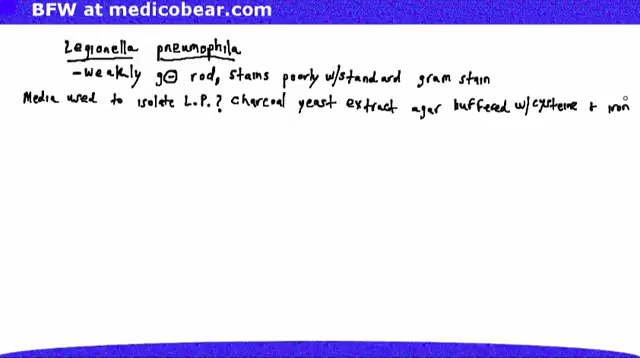 BFW at medicobear.com
Legionella pneumophila
-weakly g⊖ rod, stains poorly w/standard gram stain
Media used to isolate L.P.? Charcoal yeast extract agar buffered w/cysteine + iron